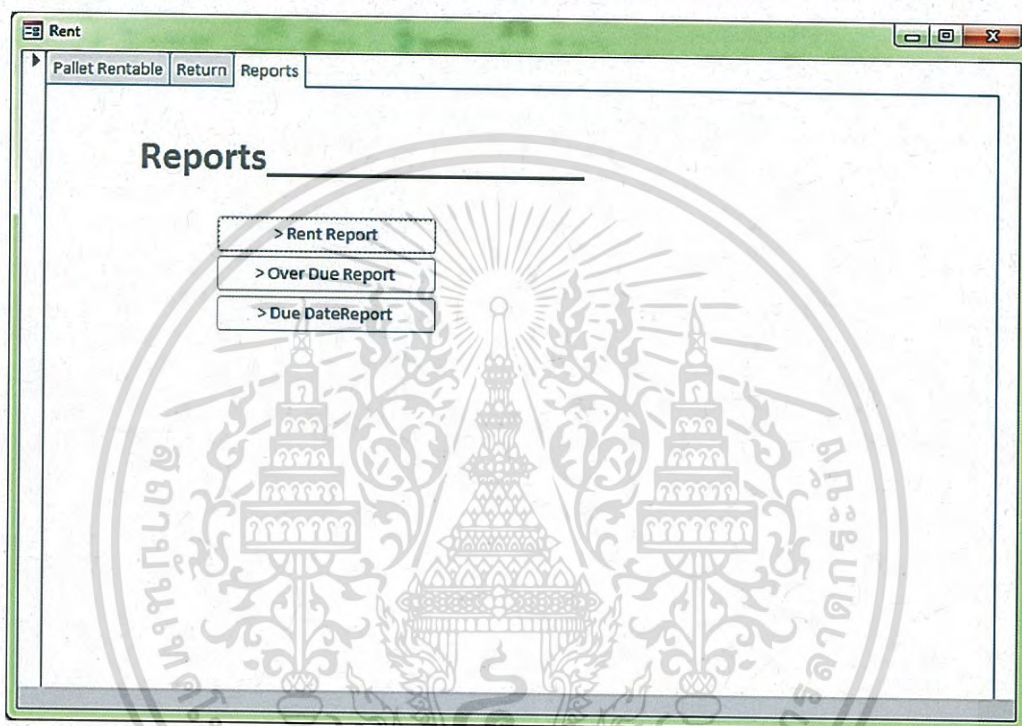 Rent
Pallet Rentable Return Reports
Reports
> Rent Report
> Over Due Report
> Due DateReport